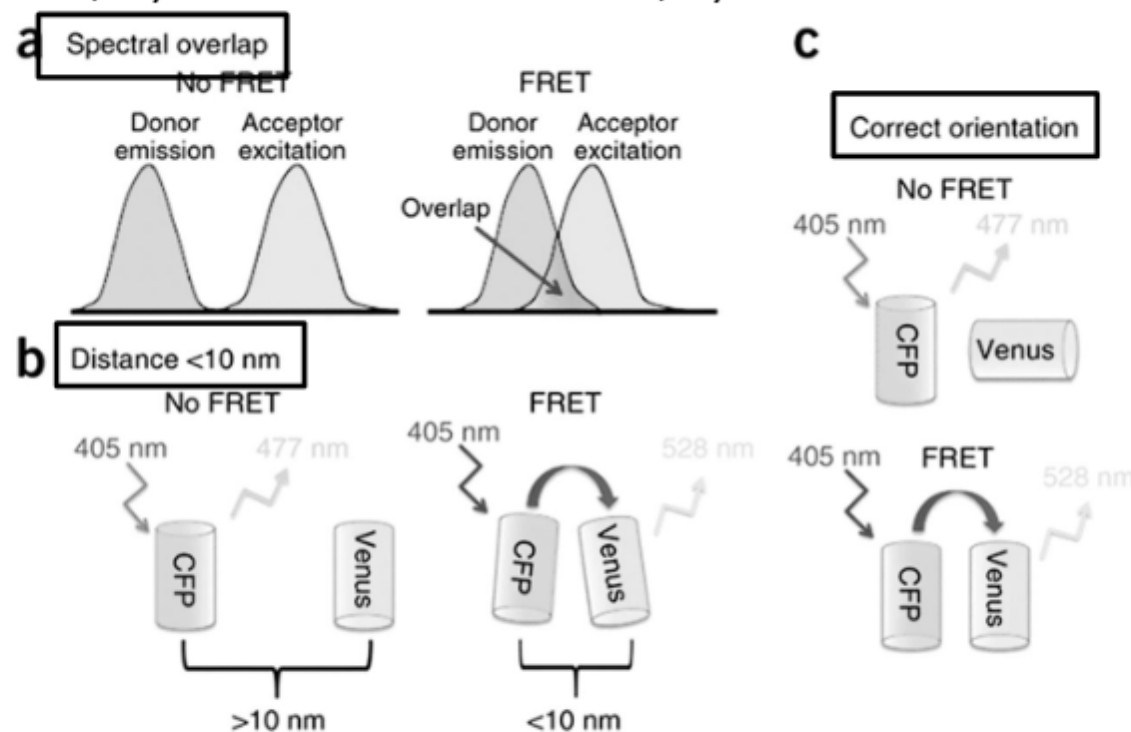 a
Spectral overlap
No FRET
Donor
emission
Acceptor
excitation
FRET
Donor
emission
Acceptor
excitation
Overlap
b
Distance <10 nm
No FRET
405 nm
477 nm
CFP
Venus
>10 nm
FRET
405 nm
528 nm
CFP
Venus
<10 nm
c
Correct orientation
No FRET
405 nm
477 nm
CFP
Venus
405 nm
FRET
528 nm
CFP
Venus